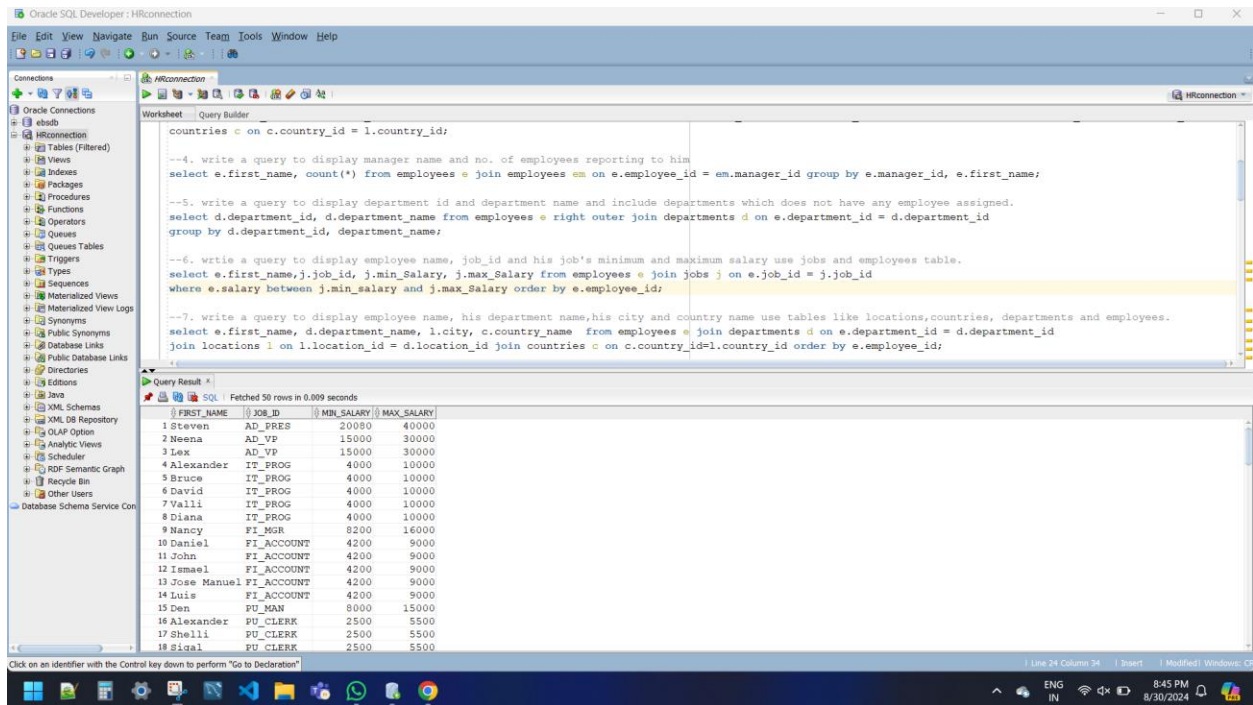 Oracle SQL Developer : HRconnection
File Edit View Navigate Run Source Team Tools Window Help
Connections
HRconnection
HRconnection
Oracle Connections
ebsdb
HRconnection
Tables (Filtered)
Views
Indexes
Packages
Procedures
Functions
Operators
Queues
Queues Tables
Triggers
Types
Sequences
Materialized Views
Materialized View Logs
Synonyms
Public Synonyms
Database Links
Public Database Links
Directories
Editions
Java
XML Schemas
XML DB Repository
OLAP Option
Analytic Views
Scheduler
RDF Semantic Graph
Recycle Bin
Other Users
Database Schema Service Con
Worksheet Query Builder
countries c on c.country_id = l.country_id;
--4. write a query to display manager name and no. of employees reporting to him
select e.first_name, count(*) from employees e join employees em on e.employee_id = em.manager_id group by e.manager_id, e.first_name;
--5. write a query to display department id and department name and include departments which does not have any employee assigned.
select d.department_id, d.department_name from employees e right outer join departments d on e.department_id = d.department_id
group by d.department_id, department_name;
--6. wrtie a query to display employee name, job_id and his job's minimum and maximum salary use jobs and employees table.
select e.first_name,j.job_id, j.min_Salary, j.max_Salary from employees e join jobs j on e.job_id = j.job_id
where e.salary between j.min_salary and j.max_Salary order by e.employee_id;
--7. write a query to display employee name, his department name,his city and country name use tables like locations,countries, departments and employees.
select e.first_name, d.department_name, l.city, c.country_name from employees e join departments d on e.department_id = d.department_id
join locations l on l.location_id = d.location_id join countries c on c.country_id=l.country_id order by e.employee_id;
Query Result
SQL | Fetched 50 rows in 0.009 seconds
FIRST_NAME JOB_ID MIN_SALARY MAX_SALARY
1 Steven AD_PRES 20080 40000
2 Neena AD_VP 15000 30000
3 Lex AD_VP 15000 30000
4 Alexander IT_PROG 4000 10000
5 Bruce IT_PROG 4000 10000
6 David IT_PROG 4000 10000
7 Valli IT_PROG 4000 10000
8 Diana IT_PROG 4000 10000
9 Nancy FI_MGR 8200 16000
10 Daniel FI_ACCOUNT 4200 9000
11 John FI_ACCOUNT 4200 9000
12 Ismael FI_ACCOUNT 4200 9000
13 Jose Manuel FI_ACCOUNT 4200 9000
14 Luis FI_ACCOUNT 4200 9000
15 Den PU_MAN 8000 15000
16 Alexander PU_CLERK 2500 5500
17 Shelli PU_CLERK 2500 5500
18 Sigal PU_CLERK 2500 5500
Click on an identifier with the Control key down to perform "Go to Declaration"
| Line 24 Column 34 | Insert | Modified | Windows: CR
ENG
IN
8:45 PM
8/30/2024